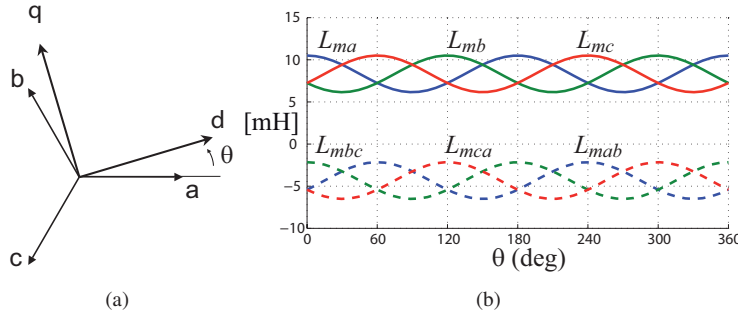 q
b
d
θ
a
c
(a)
15
10
5
[mH]
0
−5
−10
L_ma
L_mb
L_mc
L_mbc
L_mca
L_mab
0
60
120
180
240
300
360
θ (deg)
(b)